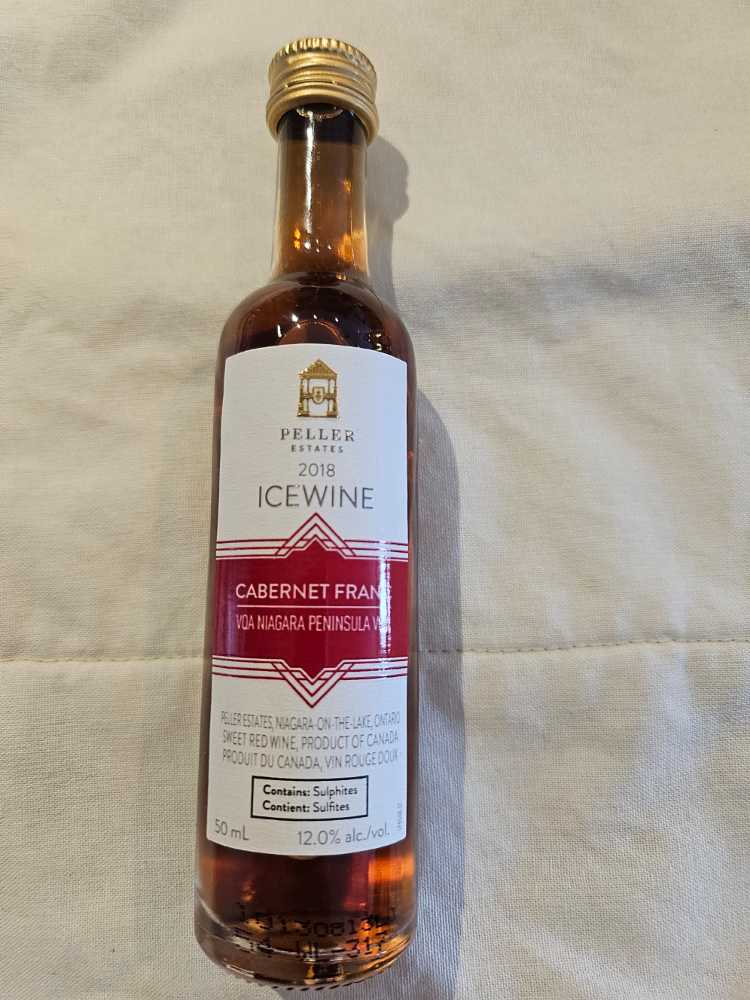 PELLER
ESTATES
2018
ICEWINE
CABERNET FRANC
VQA NIAGARA PENINSULA
PELLER ESTATES, NIAGARA-ON-THE-LAKE, ONTARIO
SWEET RED WINE, PRODUCT OF CANADA
PRODUIT DU CANADA, VIN ROUGE DOUX
Contains: Sulphites
Contient: Sulfites
50 mL 12.0% alc./vol.